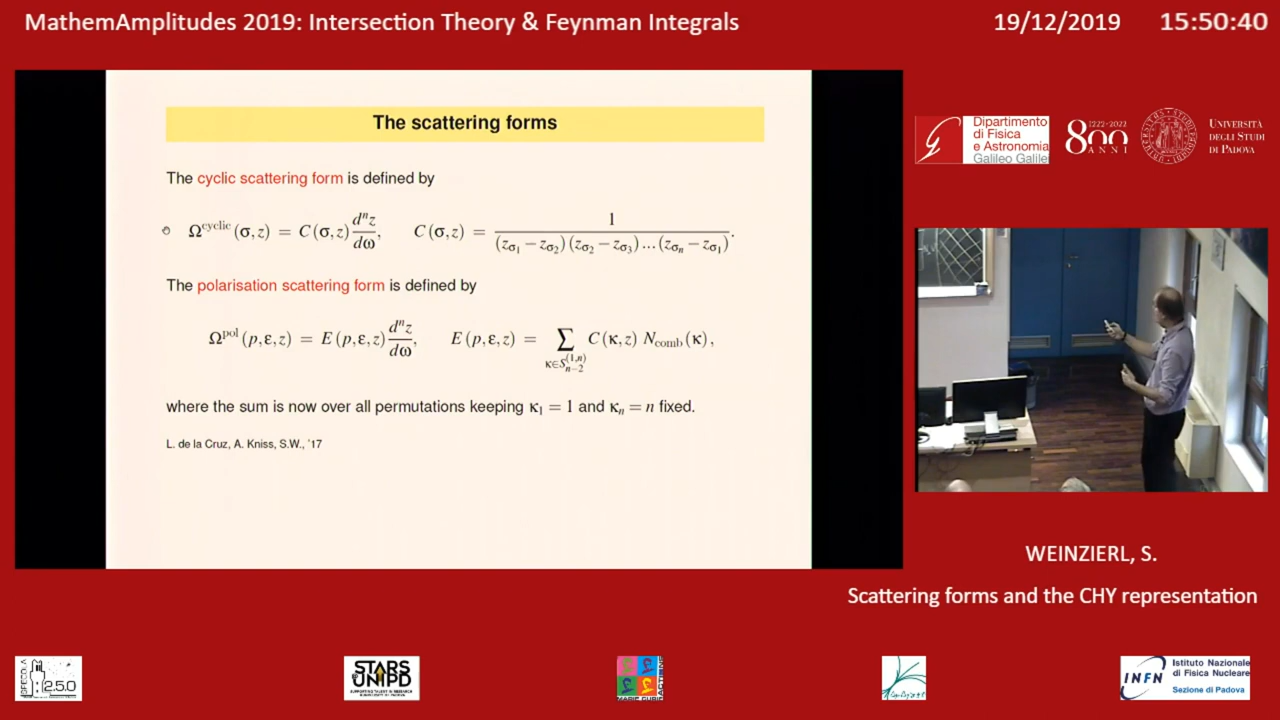 MathemAmplitudes 2019: Intersection Theory & Feynman Integrals
19/12/2019 15:50:40
The scattering forms
The cyclic scattering form is defined by
Ω^cyclic (σ,z) = C(σ,z) d^n z / dω, C(σ,z) = 1 / (z_σ1 − z_σ2)(z_σ2 − z_σ3)...(z_σn − z_σ1).
The polarisation scattering form is defined by
Ω^pol (p,ε,z) = E(p,ε,z) d^n z / dω, E(p,ε,z) = ∑_{κ∈S_{n−2}^{(1,n)}} C(κ,z) N_comb(κ),
where the sum is now over all permutations keeping κ_1 = 1 and κ_n = n fixed.
L. de la Cruz, A. Kniss, S.W., '17
Dipartimento
di Fisica
e Astronomia
Galileo Galile
1222·2022
800
ANNI
UNIVERSITÀ
DEGLI STUDI
DI PADOVA
WEINZIERL, S.
Scattering forms and the CHY representation
SPECOLA
250
STARS
UNIPD
INFN
Istituto Nazionale
di Fisica Nucleare
Sezione di Padova